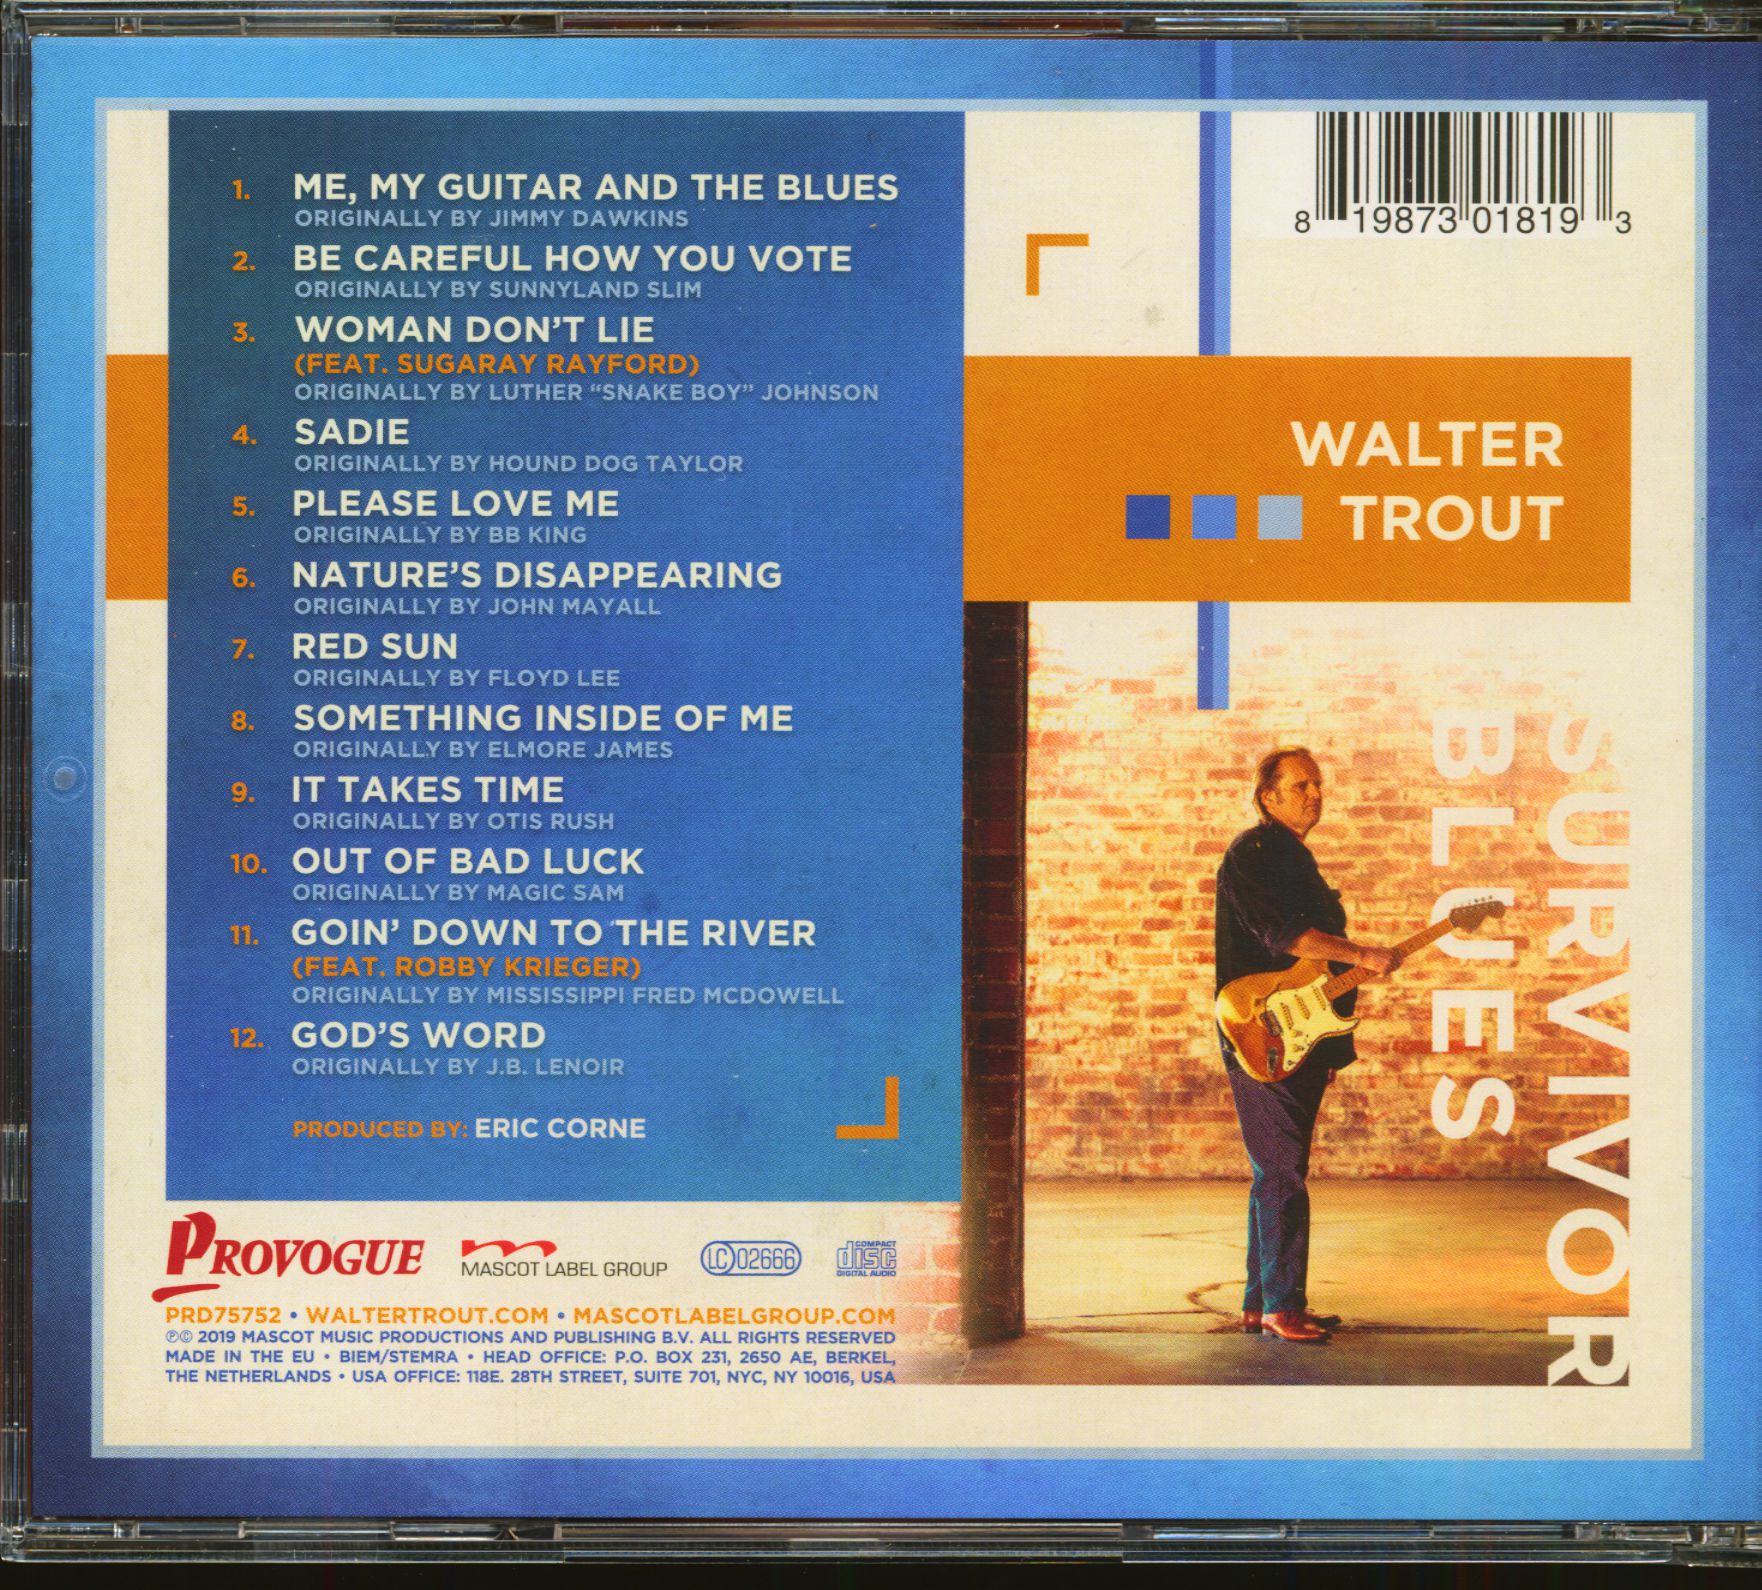 1. ME, MY GUITAR AND THE BLUES
ORIGINALLY BY JIMMY DAWKINS
2. BE CAREFUL HOW YOU VOTE
ORIGINALLY BY SUNNYLAND SLIM
3. WOMAN DON'T LIE
(FEAT. SUGARAY RAYFORD)
ORIGINALLY BY LUTHER “SNAKE BOY” JOHNSON
4. SADIE
ORIGINALLY BY HOUND DOG TAYLOR
5. PLEASE LOVE ME
ORIGINALLY BY BB KING
6. NATURE'S DISAPPEARING
ORIGINALLY BY JOHN MAYALL
7. RED SUN
ORIGINALLY BY FLOYD LEE
8. SOMETHING INSIDE OF ME
ORIGINALLY BY ELMORE JAMES
9. IT TAKES TIME
ORIGINALLY BY OTIS RUSH
10. OUT OF BAD LUCK
ORIGINALLY BY MAGIC SAM
11. GOIN' DOWN TO THE RIVER
(FEAT. ROBBY KRIEGER)
ORIGINALLY BY MISSISSIPPI FRED MCDOWELL
12. GOD'S WORD
ORIGINALLY BY J.B. LENOIR
PRODUCED BY: ERIC CORNE
8 19873 01819 3
WALTER
TROUT
SURVIVOR
BLUES
PROVOGUE
MASCOT LABEL GROUP
LC 02666
COMPACT
disc
DIGITAL AUDIO
PRD75752 • WALTERTROUT.COM • MASCOTLABELGROUP.COM
℗© 2019 MASCOT MUSIC PRODUCTIONS AND PUBLISHING B.V. ALL RIGHTS RESERVED
MADE IN THE EU • BIEM/STEMRA • HEAD OFFICE: P.O. BOX 231, 2650 AE, BERKEL,
THE NETHERLANDS • USA OFFICE: 118E. 28TH STREET, SUITE 701, NYC, NY 10016, USA